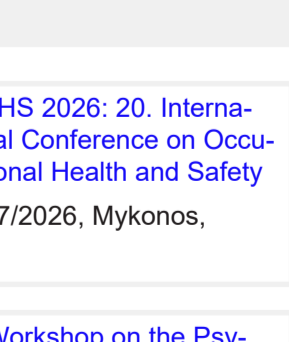 HS 2026: 20. Interna-
al Conference on Occu-
onal Health and Safety
7/2026, Mykonos,
Workshop on the Psy-